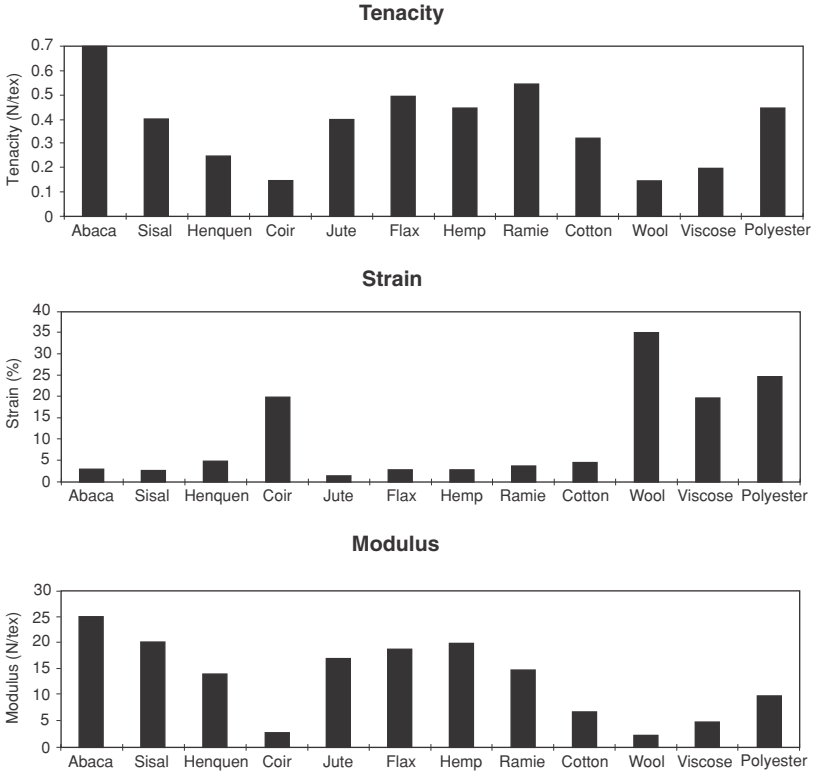 Tenacity
Tenacity (N/tex)
0.7
0.6
0.5
0.4
0.3
0.2
0.1
0
Abaca Sisal Henquen Coir Jute Flax Hemp Ramie Cotton Wool Viscose Polyester
Strain
Strain (%)
40
35
30
25
20
15
10
5
0
Abaca Sisal Henquen Coir Jute Flax Hemp Ramie Cotton Wool Viscose Polyester
Modulus
Modulus (N/tex)
30
25
20
15
10
5
0
Abaca Sisal Henquen Coir Jute Flax Hemp Ramie Cotton Wool Viscose Polyester